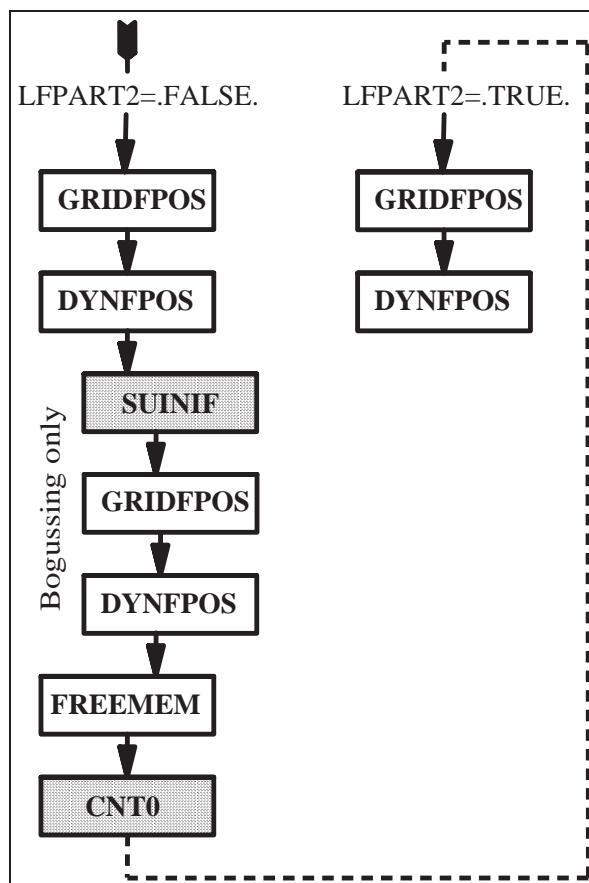 LFPART2=.FALSE.
GRIDFPOS
DYNFPOS
SUINIF
GRIDFPOS
DYNFPOS
Bogussing only
FREEMEM
CNT0
LFPART2=.TRUE.
GRIDFPOS
DYNFPOS